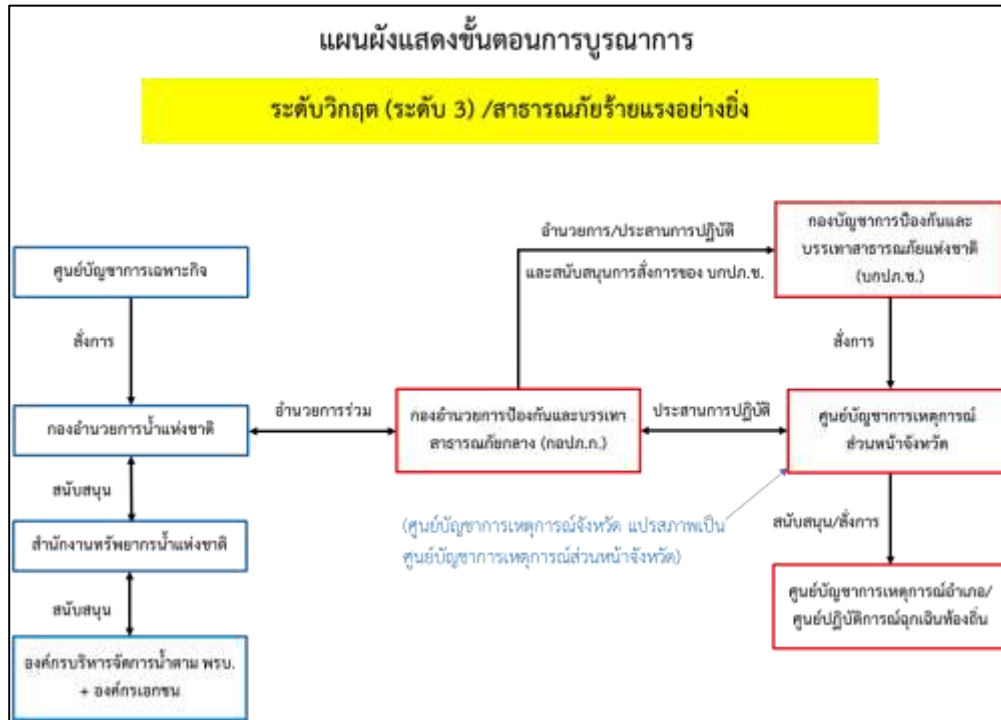 แผนผังแสดงขั้นตอนการบูรณาการ
ระดับวิกฤต (ระดับ 3) /สาธารณภัยร้ายแรงอย่างยิ่ง
ศูนย์บัญชาการเฉพาะกิจ
สั่งการ
กองอำนวยการน้ำแห่งชาติ
สนับสนุน
สำนักงานทรัพยากรน้ำแห่งชาติ
สนับสนุน
องค์กรบริหารจัดการน้ำตาม พรบ.
+ องค์กรเอกชน
อำนวยการร่วม
กองอำนวยการป้องกันและบรรเทา
สาธารณภัยกลาง (กอปภ.ก.)
อำนวยการ/ประสานการปฏิบัติ
และสนับสนุนการสั่งการของ บกปภ.ช.
ประสานการปฏิบัติ
(ศูนย์บัญชาการเหตุการณ์จังหวัด แปรสภาพเป็น
ศูนย์บัญชาการเหตุการณ์ส่วนหน้าจังหวัด)
กองบัญชาการป้องกันและ
บรรเทาสาธารณภัยแห่งชาติ
(บกปภ.ช.)
สั่งการ
ศูนย์บัญชาการเหตุการณ์
ส่วนหน้าจังหวัด
สนับสนุน/สั่งการ
ศูนย์บัญชาการเหตุการณ์อำเภอ/
ศูนย์ปฏิบัติการฉุกเฉินท้องถิ่น